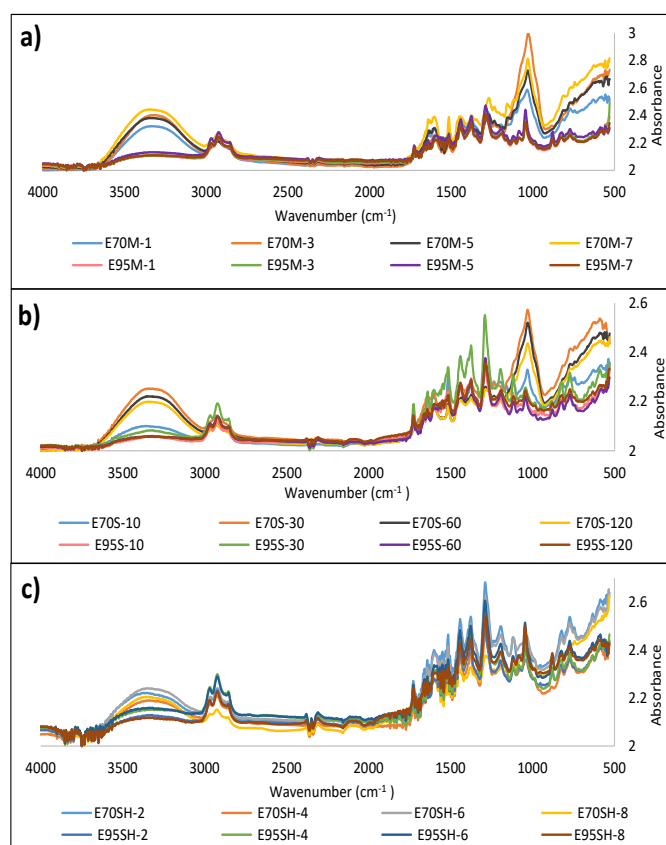 a)
3
2.8
2.6
2.4
2.2
2
Absorbance
4000 3500 3000 2500 2000 1500 1000 500
Wavenumber (cm-1)
E70M-1 E70M-3 E70M-5 E70M-7
E95M-1 E95M-3 E95M-5 E95M-7
b)
2.6
2.4
2.2
2
Absorbance
4000 3500 3000 2500 2000 1500 1000 500
Wavenumber (cm-1)
E70S-10 E70S-30 E70S-60 E70S-120
E95S-10 E95S-30 E95S-60 E95S-120
c)
2.6
2.4
2.2
2
Absorbance
4000 3500 3000 2500 2000 1500 1000 500
Wavenumber (cm-1)
E70SH-2 E70SH-4 E70SH-6 E70SH-8
E95SH-2 E95SH-4 E95SH-6 E95SH-8